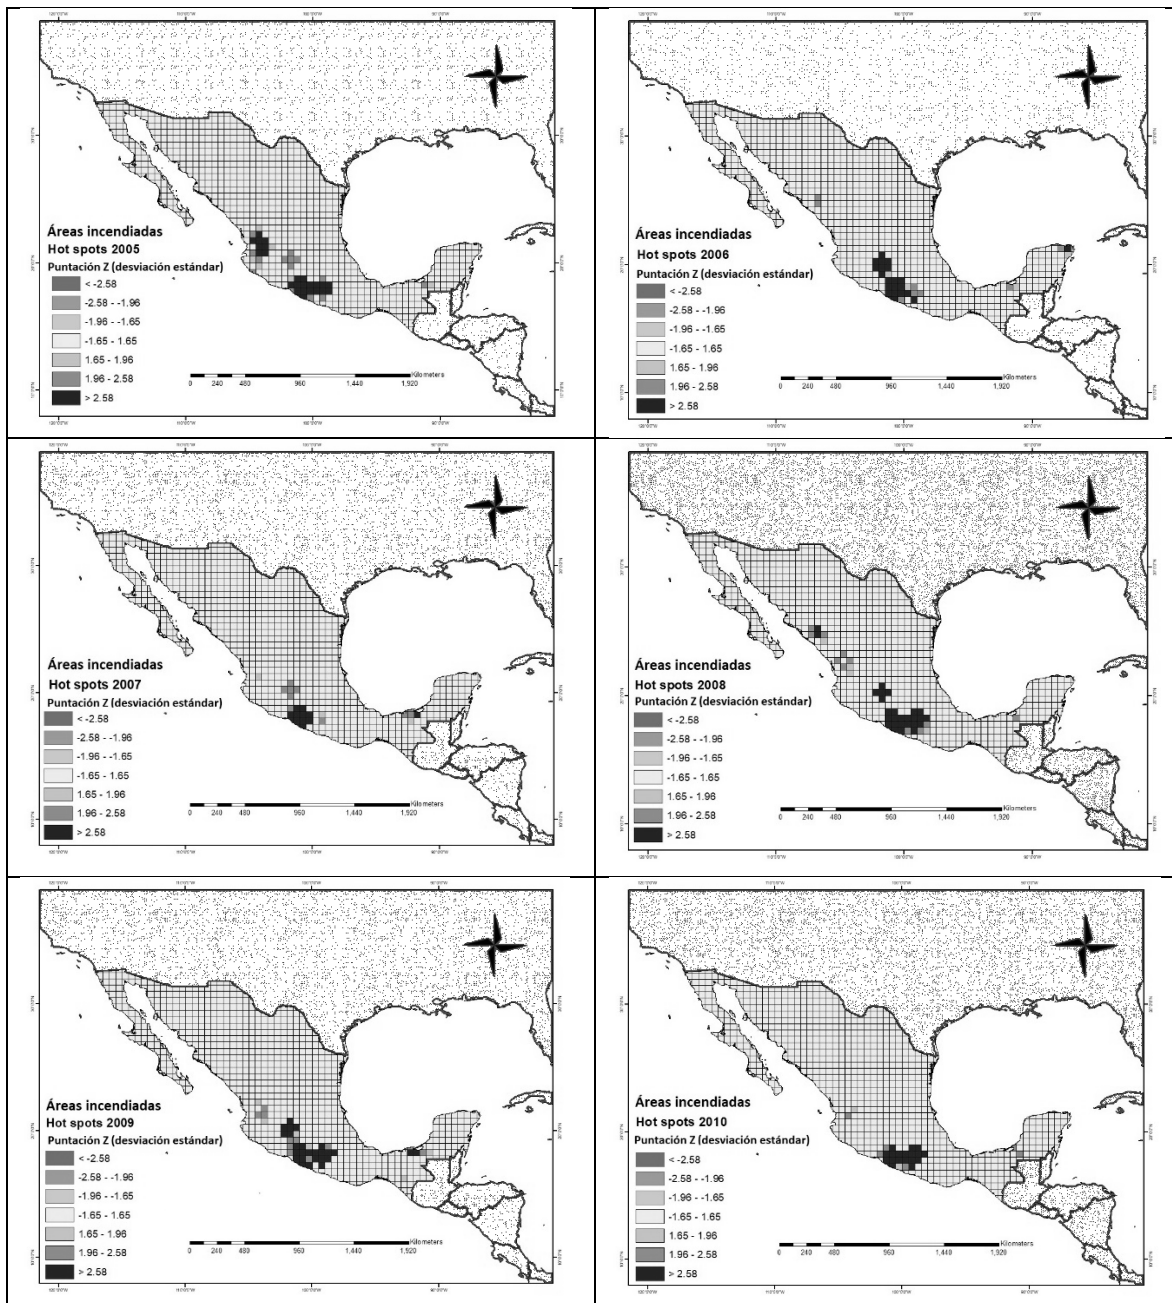 Áreas incendiadas
Hot spots 2005
Puntación Z (desviación estándar)
< -2.58
-2.58 - -1.96
-1.96 - -1.65
-1.65 - 1.65
1.65 - 1.96
1.96 - 2.58
> 2.58
Kilometers
0 240 480 960 1,440 1,920
Áreas incendiadas
Hot spots 2006
Puntación Z (desviación estándar)
< -2.58
-2.58 - -1.96
-1.96 - -1.65
-1.65 - 1.65
1.65 - 1.96
1.96 - 2.58
> 2.58
Kilometers
0 240 480 960 1,440 1,920
Áreas incendiadas
Hot spots 2007
Puntación Z (desviación estándar)
< -2.58
-2.58 - -1.96
-1.96 - -1.65
-1.65 - 1.65
1.65 - 1.96
1.96 - 2.58
> 2.58
Kilometers
0 240 480 960 1,440 1,920
Áreas incendiadas
Hot spots 2008
Puntación Z (desviación estándar)
< -2.58
-2.58 - -1.96
-1.96 - -1.65
-1.65 - 1.65
1.65 - 1.96
1.96 - 2.58
> 2.58
Kilometers
0 240 480 960 1,440 1,920
Áreas incendiadas
Hot spots 2009
Puntación Z (desviación estándar)
< -2.58
-2.58 - -1.96
-1.96 - -1.65
-1.65 - 1.65
1.65 - 1.96
1.96 - 2.58
> 2.58
Kilometers
0 240 480 960 1,440 1,920
Áreas incendiadas
Hot spots 2010
Puntación Z (desviación estándar)
< -2.58
-2.58 - -1.96
-1.96 - -1.65
-1.65 - 1.65
1.65 - 1.96
1.96 - 2.58
> 2.58
Kilometers
0 240 480 960 1,440 1,920